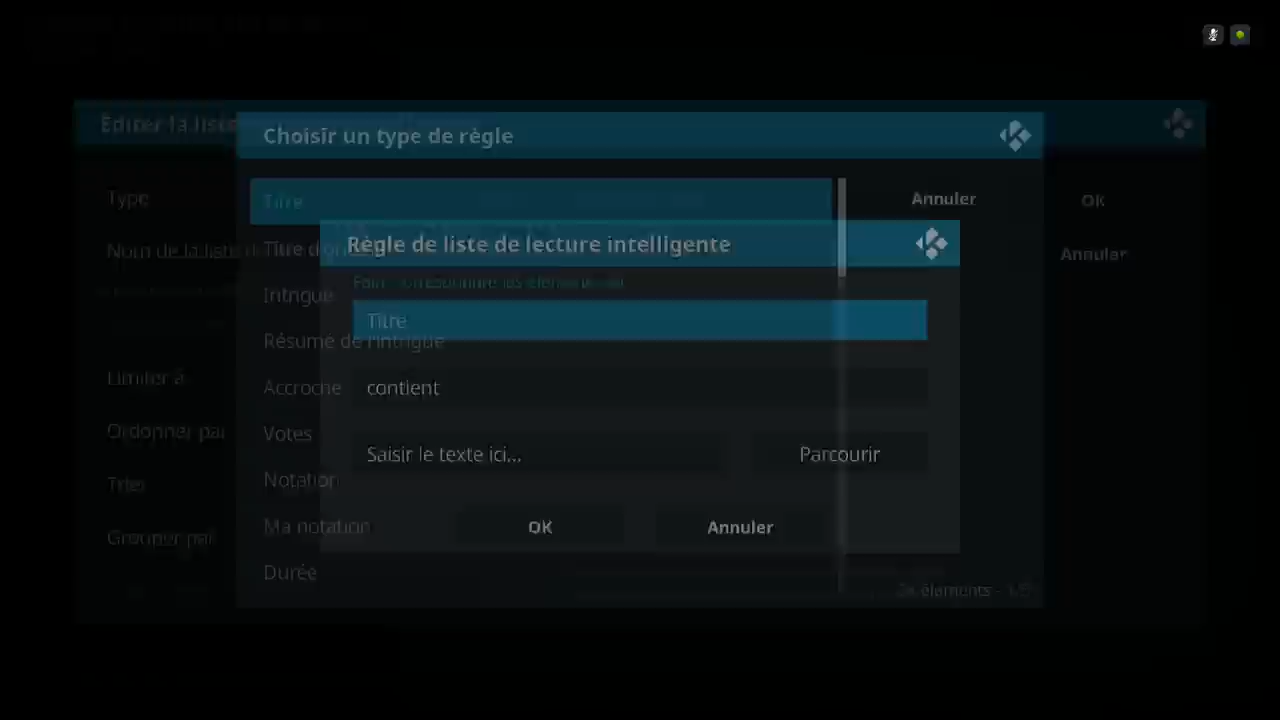 Éditer la liste
Choisir un type de règle
Type
Titre
Annuler
OK
Nom de la liste
Titre d'o
Règle de liste de lecture intelligente
Annuler
Intrigue
Titre
Résumé de l'intrigue
Limiter à
Accroche
contient
Ordonner par
Votes
Saisir le texte ici...
Parcourir
Trier
Notation
Ma notation
OK
Annuler
Grouper par
Durée
éléments -